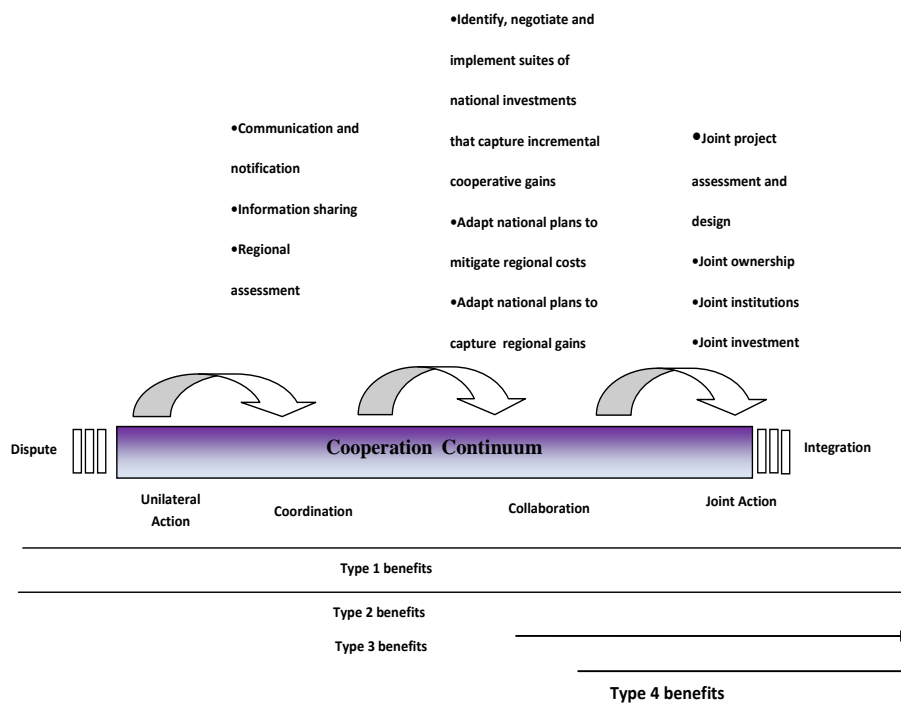 •Identify, negotiate and
implement suites of
national investments
that capture incremental
cooperative gains
•Adapt national plans to
mitigate regional costs
•Adapt national plans to
capture regional gains
•Communication and
notification
•Information sharing
•Regional
assessment
•Joint project
assessment and
design
•Joint ownership
•Joint institutions
•Joint investment
Dispute
Cooperation Continuum
Integration
Unilateral
Action
Coordination
Collaboration
Joint Action
Type 1 benefits
Type 2 benefits
Type 3 benefits
Type 4 benefits